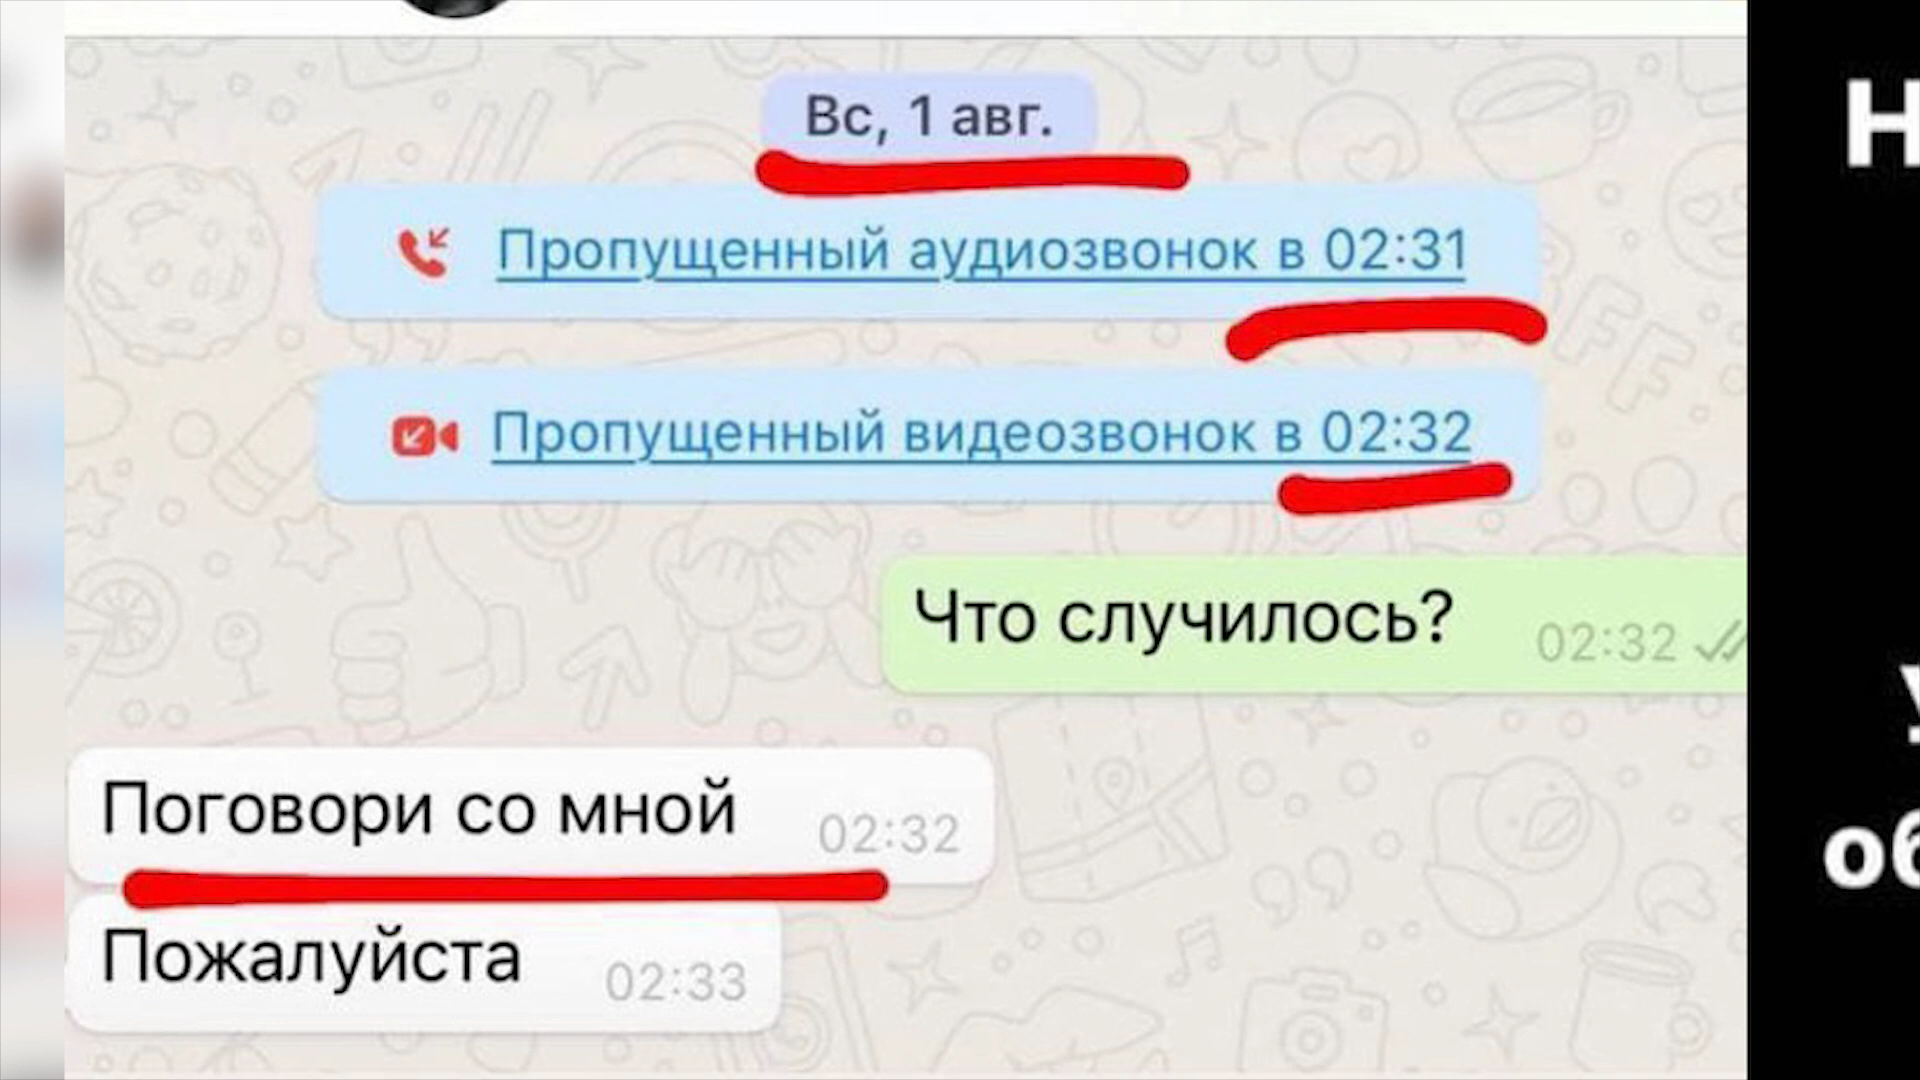 Вс, 1 авг.
Пропущенный аудиозвонок в 02:31
Пропущенный видеозвонок в 02:32
Что случилось? 02:32
Поговори со мной 02:32
Пожалуйста 02:33